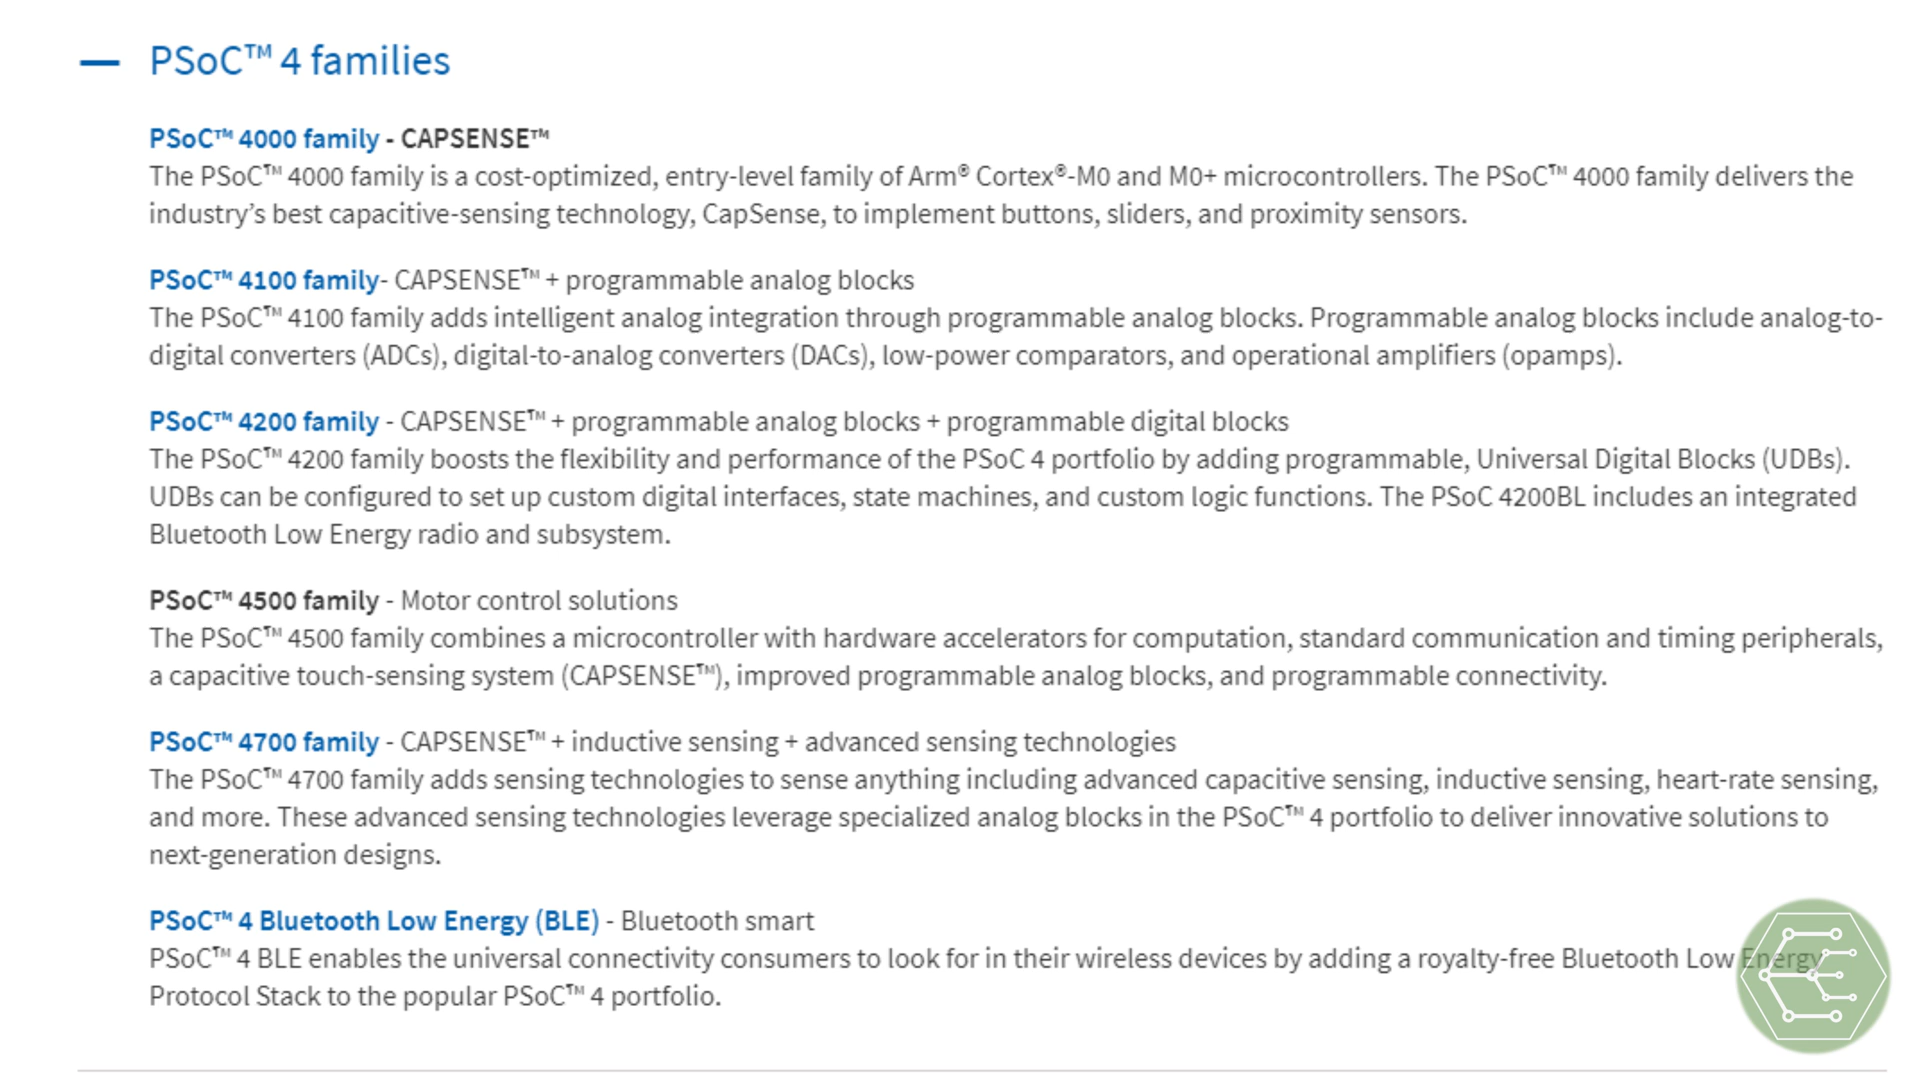 — PSoC™ 4 families
PSoC™ 4000 family - CAPSENSE™
The PSoC™ 4000 family is a cost-optimized, entry-level family of Arm® Cortex®-M0 and M0+ microcontrollers. The PSoC™ 4000 family delivers the
industry’s best capacitive-sensing technology, CapSense, to implement buttons, sliders, and proximity sensors.
PSoC™ 4100 family- CAPSENSE™ + programmable analog blocks
The PSoC™ 4100 family adds intelligent analog integration through programmable analog blocks. Programmable analog blocks include analog-to-
digital converters (ADCs), digital-to-analog converters (DACs), low-power comparators, and operational amplifiers (opamps).
PSoC™ 4200 family - CAPSENSE™ + programmable analog blocks + programmable digital blocks
The PSoC™ 4200 family boosts the flexibility and performance of the PSoC 4 portfolio by adding programmable, Universal Digital Blocks (UDBs).
UDBs can be configured to set up custom digital interfaces, state machines, and custom logic functions. The PSoC 4200BL includes an integrated
Bluetooth Low Energy radio and subsystem.
PSoC™ 4500 family - Motor control solutions
The PSoC™ 4500 family combines a microcontroller with hardware accelerators for computation, standard communication and timing peripherals,
a capacitive touch-sensing system (CAPSENSE™), improved programmable analog blocks, and programmable connectivity.
PSoC™ 4700 family - CAPSENSE™ + inductive sensing + advanced sensing technologies
The PSoC™ 4700 family adds sensing technologies to sense anything including advanced capacitive sensing, inductive sensing, heart-rate sensing,
and more. These advanced sensing technologies leverage specialized analog blocks in the PSoC™ 4 portfolio to deliver innovative solutions to
next-generation designs.
PSoC™ 4 Bluetooth Low Energy (BLE) - Bluetooth smart
PSoC™ 4 BLE enables the universal connectivity consumers to look for in their wireless devices by adding a royalty-free Bluetooth Low Energy
Protocol Stack to the popular PSoC™ 4 portfolio.